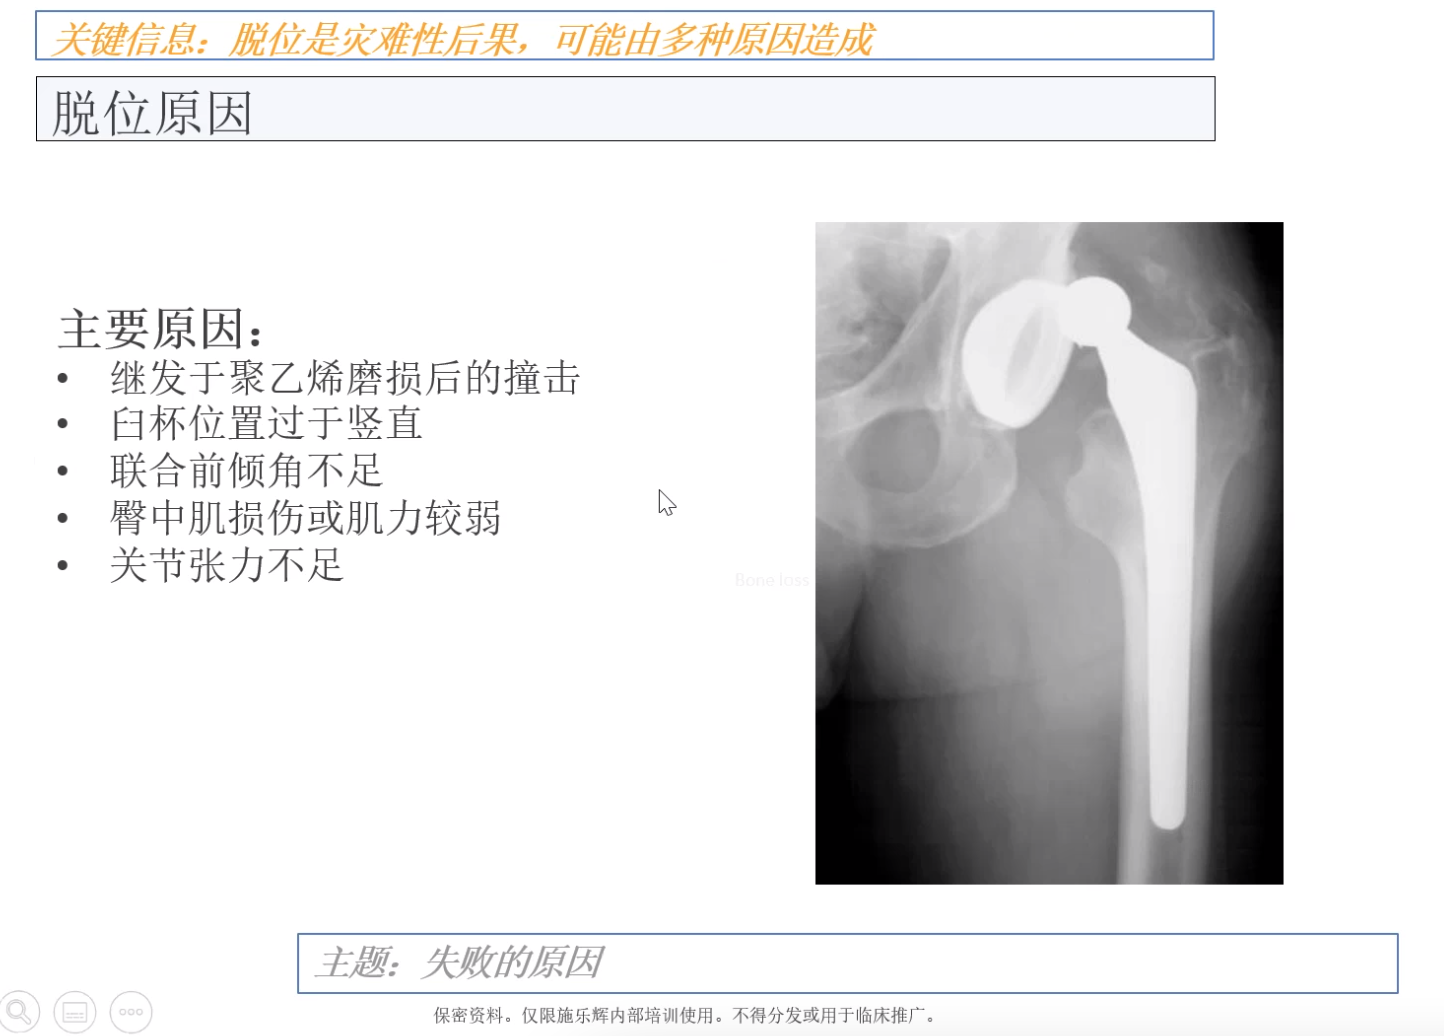 关键信息：脱位是灾难性后果，可能由多种原因造成
脱位原因
主要原因：
• 继发于聚乙烯磨损后的撞击
• 臼杯位置过于竖直
• 联合前倾角不足
• 臀中肌损伤或肌力较弱
• 关节张力不足
Bone loss
主题：失败的原因
保密资料。仅限施乐辉内部培训使用。不得分发或用于临床推广。